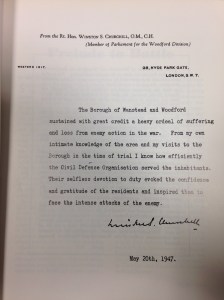 From the Rt. Hon. Winston S. Churchill, O.M., C.H.
(Member of Parliament for the Woodford Division)
28, HYDE PARK GATE,
LONDON, S.W.7.
The Borough of Wanstead and Woodford
sustained with great credit a heavy ordeal of suffering
and loss from enemy action in the war. From my own
intimate knowledge of the area and my visits to the
Borough in the time of trial I know how efficiently
the Civil Defence Organisation served the inhabitants.
Their selfless devotion to duty evoked the confidence
and gratitude of the residents and inspired them to
face the intense attacks of the enemy.
Winston S. Churchill
May 20th, 1947.